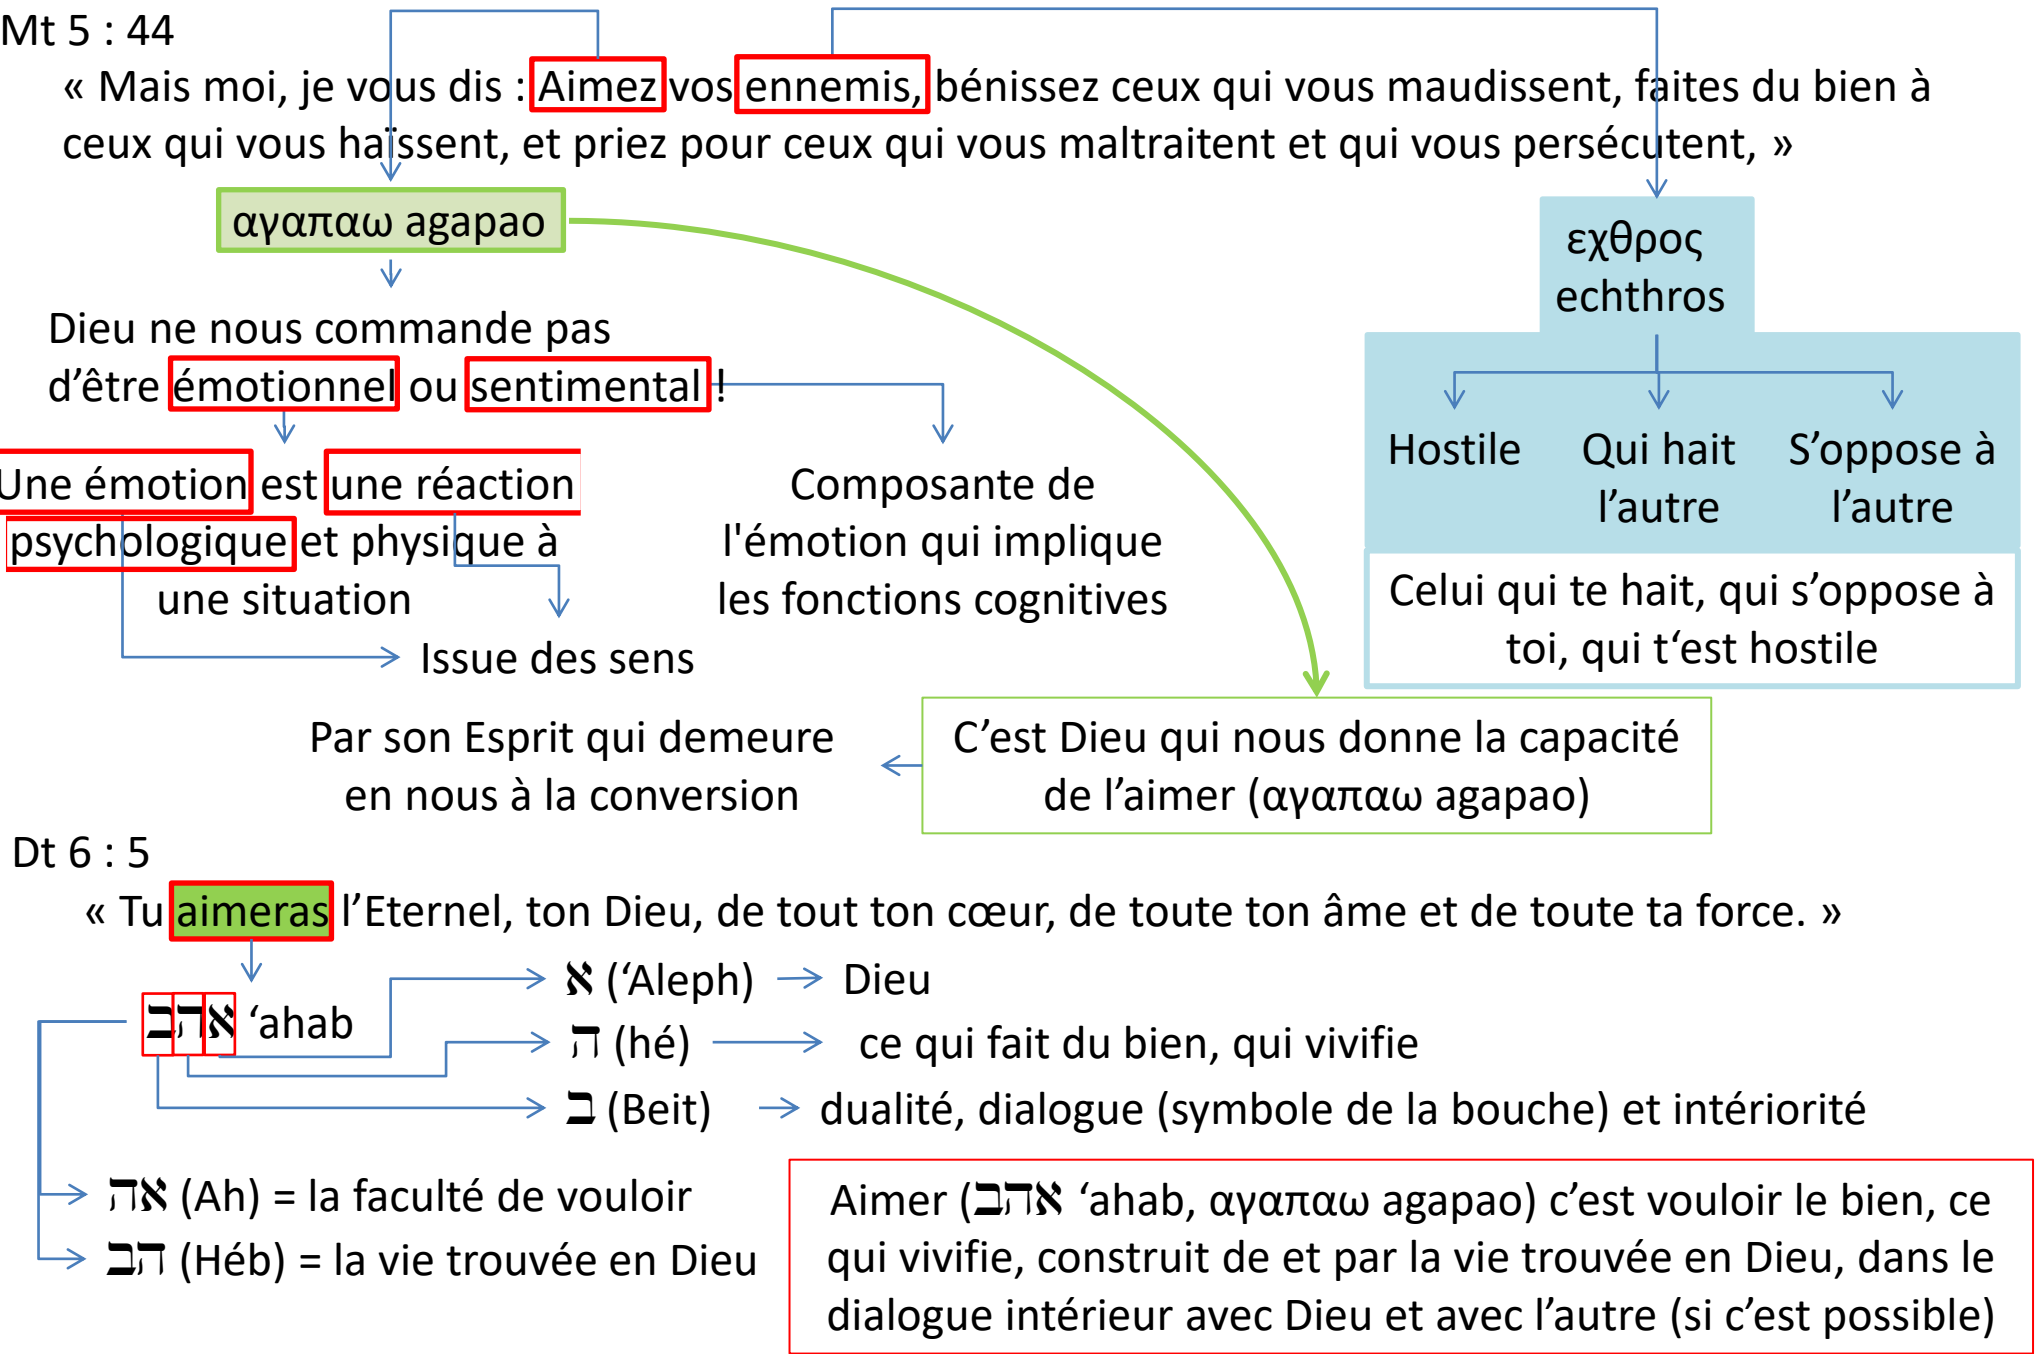 Mt 5 : 44
« Mais moi, je vous dis : Aimez vos ennemis, bénissez ceux qui vous maudissent, faites du bien à
ceux qui vous haïssent, et priez pour ceux qui vous maltraitent et qui vous persécutent, »
αγαπαω agapao
εχθρος
echthros
Dieu ne nous commande pas
d’être émotionnel ou sentimental !
Hostile
Qui hait
l’autre
S’oppose à
l’autre
Une émotion est une réaction
psychologique et physique à
une situation
Composante de
l'émotion qui implique
les fonctions cognitives
Celui qui te hait, qui s’oppose à
toi, qui t‘est hostile
Issue des sens
Par son Esprit qui demeure
en nous à la conversion
C’est Dieu qui nous donne la capacité
de l’aimer (αγαπαω agapao)
Dt 6 : 5
« Tu aimeras l’Eternel, ton Dieu, de tout ton cœur, de toute ton âme et de toute ta force. »
אהב ‘ahab
א (‘Aleph) Dieu
ה (hé) ce qui fait du bien, qui vivifie
ב (Beit) dualité, dialogue (symbole de la bouche) et intériorité
אה (Ah) = la faculté de vouloir
הב (Héb) = la vie trouvée en Dieu
Aimer (אהב ‘ahab, αγαπαω agapao) c’est vouloir le bien, ce
qui vivifie, construit de et par la vie trouvée en Dieu, dans le
dialogue intérieur avec Dieu et avec l’autre (si c’est possible)